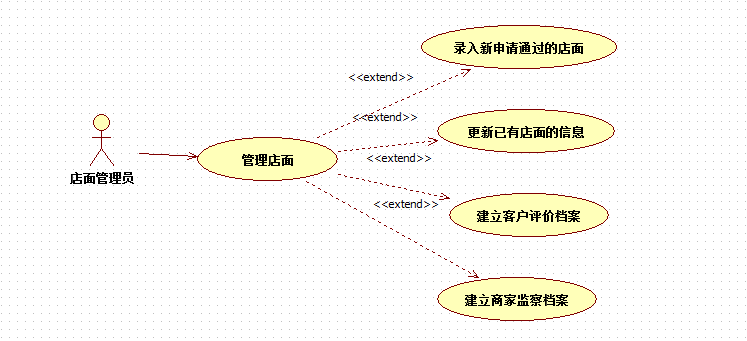 录入新申请通过的店面
<<extend>>
<<extend>>
更新已有店面的信息
<<extend>>
管理店面
店面管理员
<<extend>>
建立客户评价档案
建立商家监察档案